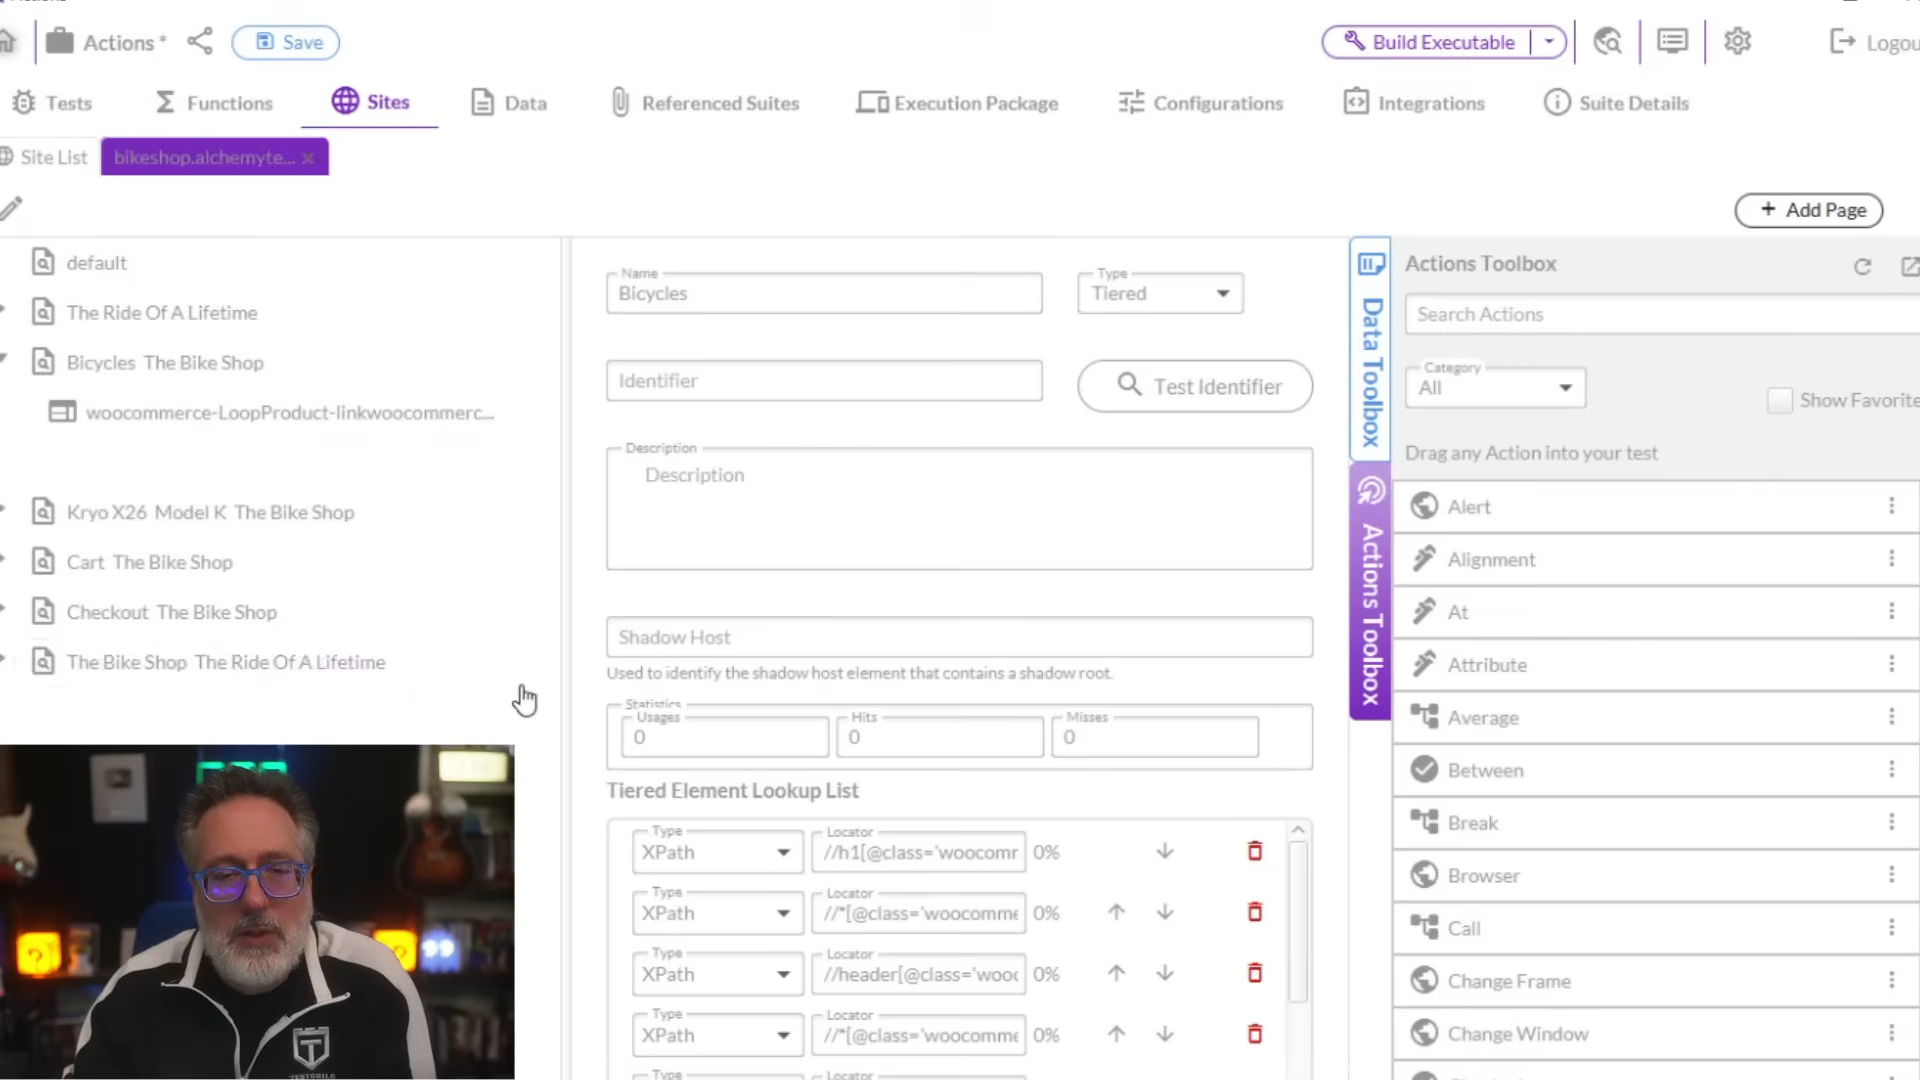 Actions *
Save
Build Executable
Tests
Functions
Sites
Data
Referenced Suites
Execution Package
Configurations
Integrations
Suite Details
Site List
bikeshop.alchemyte...
Add Page
default
The Ride Of A Lifetime
Bicycles The Bike Shop
woocommerce-LoopProduct-linkwoocommerc...
Kryo X26 Model K The Bike Shop
Cart The Bike Shop
Checkout The Bike Shop
The Bike Shop The Ride Of A Lifetime
Name
Bicycles
Type
Tiered
Identifier
Test Identifier
Description
Description
Shadow Host
Used to identify the shadow host element that contains a shadow root.
Statistics
Usages
0
Hits
0
Misses
0
Tiered Element Lookup List
Type
XPath
Locator
//h1[@class='woocomr
0%
Type
XPath
Locator
//*[@class='woocomme
0%
Type
XPath
Locator
//header[@class='wooc
0%
Type
XPath
Locator
//*[@class='woocomme
0%
Type
Locator
Data Toolbox
Actions Toolbox
Actions Toolbox
Search Actions
Category
All
Show Favorite
Drag any Action into your test
Alert
Alignment
At
Attribute
Average
Between
Break
Browser
Call
Change Frame
Change Window